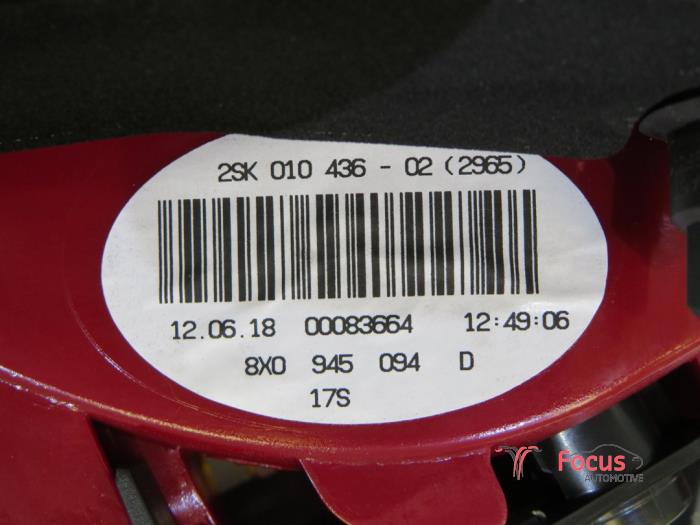 2SK 010 436 - 02 (2965)
12.06.18 00083664 12:49:06
8X0 945 094 D
17S
Focus
AUTOMOTIVE